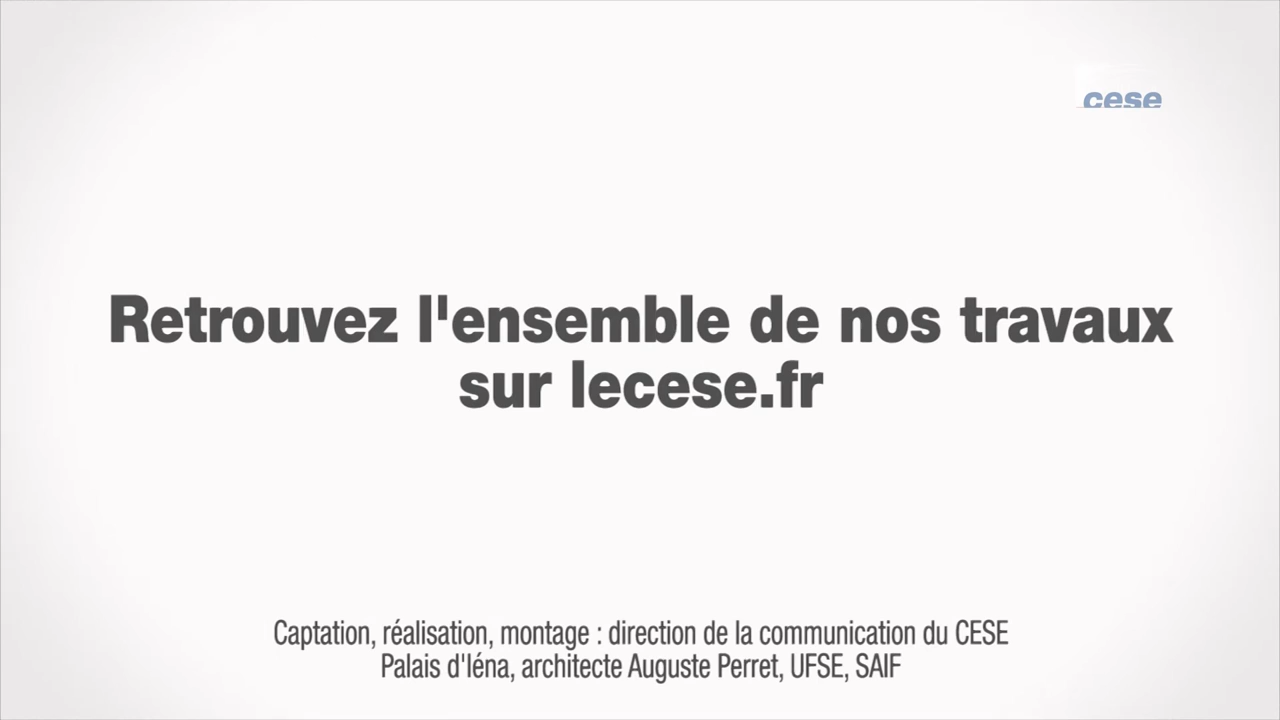 cese
Retrouvez l'ensemble de nos travaux
sur lecese.fr
Captation, réalisation, montage : direction de la communication du CESE
Palais d'Iéna, architecte Auguste Perret, UFSE, SAIF